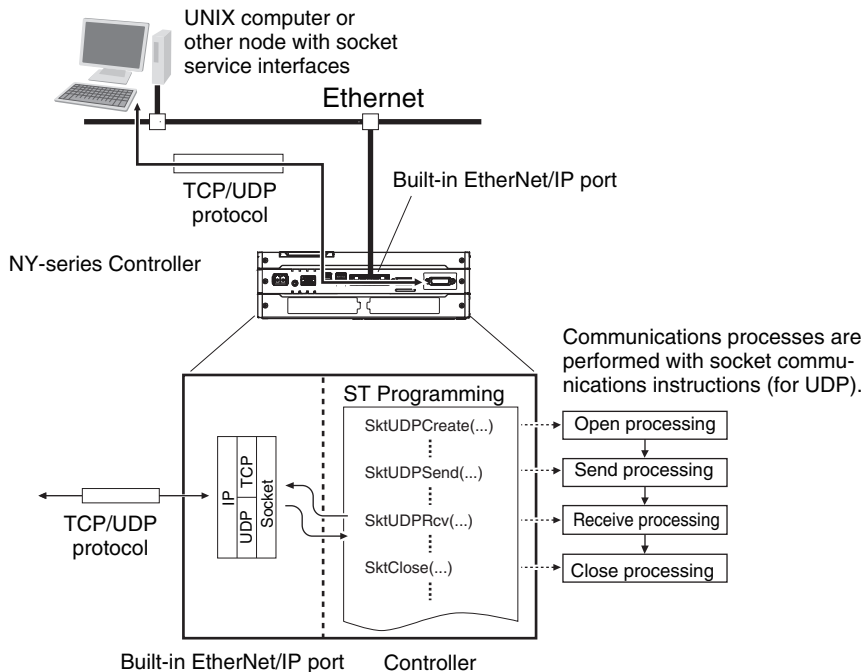 UNIX computer or
other node with socket
service interfaces
Ethernet
TCP/UDP
protocol
Built-in EtherNet/IP port
NY-series Controller
Communications processes are
performed with socket commu-
nications instructions (for UDP).
ST Programming
SktUDPCreate(...)
Open processing
SktUDPSend(...)
Send processing
SktUDPRcv(...)
Receive processing
SktClose(...)
Close processing
IP
TCP
UDP
Socket
TCP/UDP
protocol
Built-in EtherNet/IP port
Controller